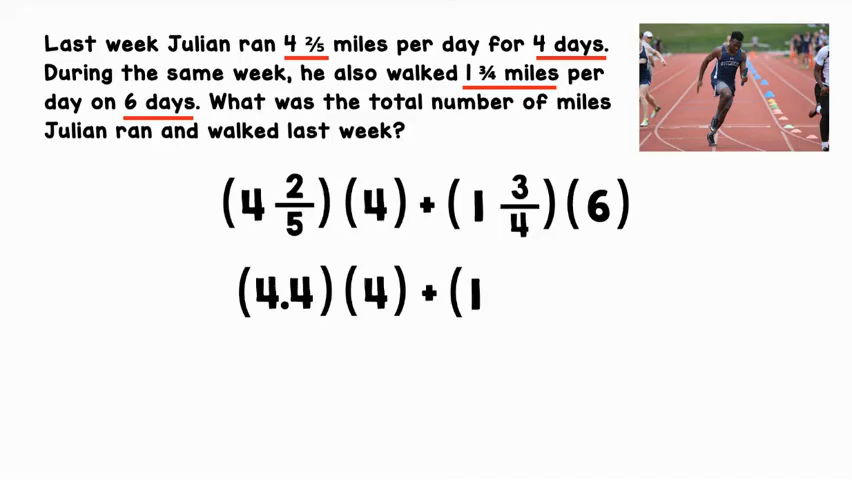 Last week Julian ran 4 ⅖ miles per day for 4 days.
During the same week, he also walked 1 ¾ miles per
day on 6 days. What was the total number of miles
Julian ran and walked last week?
(4 2/5)(4) + (1 3/4)(6)
(4.4)(4) + (1